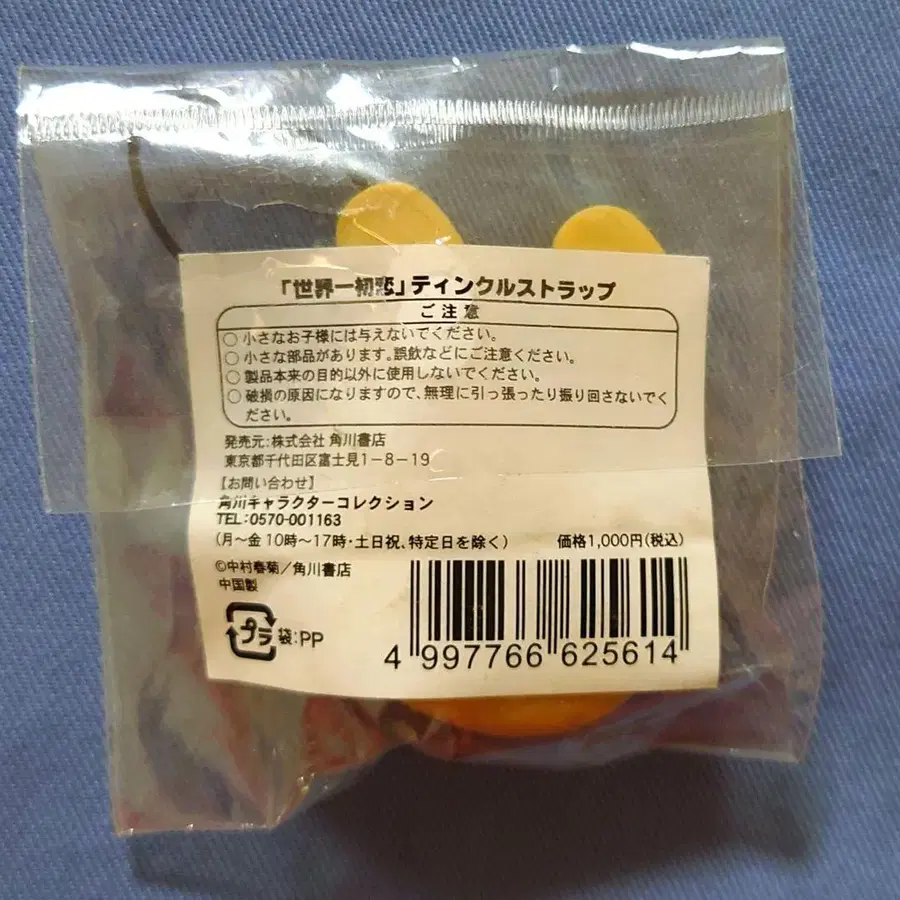 「世界一初恋」ティンクルストラップ
ご注意
○小さなお子様には与えないでください。
○小さな部品があります。誤飲などにご注意ください。
○製品本来の目的以外に使用しないでください。
○破損の原因になりますので、無理に引っ張ったり振り回さないでく
ださい。
発売元:株式会社 角川書店
東京都千代田区富士見1−8−19
【お問い合わせ】
角川キャラクターコレクション
TEL:0570-001163
(月〜金 10時〜17時・土日祝、特定日を除く) 価格1,000円(税込)
©中村春菊/角川書店
中国製
プラ 袋:PP
4 997766 625614